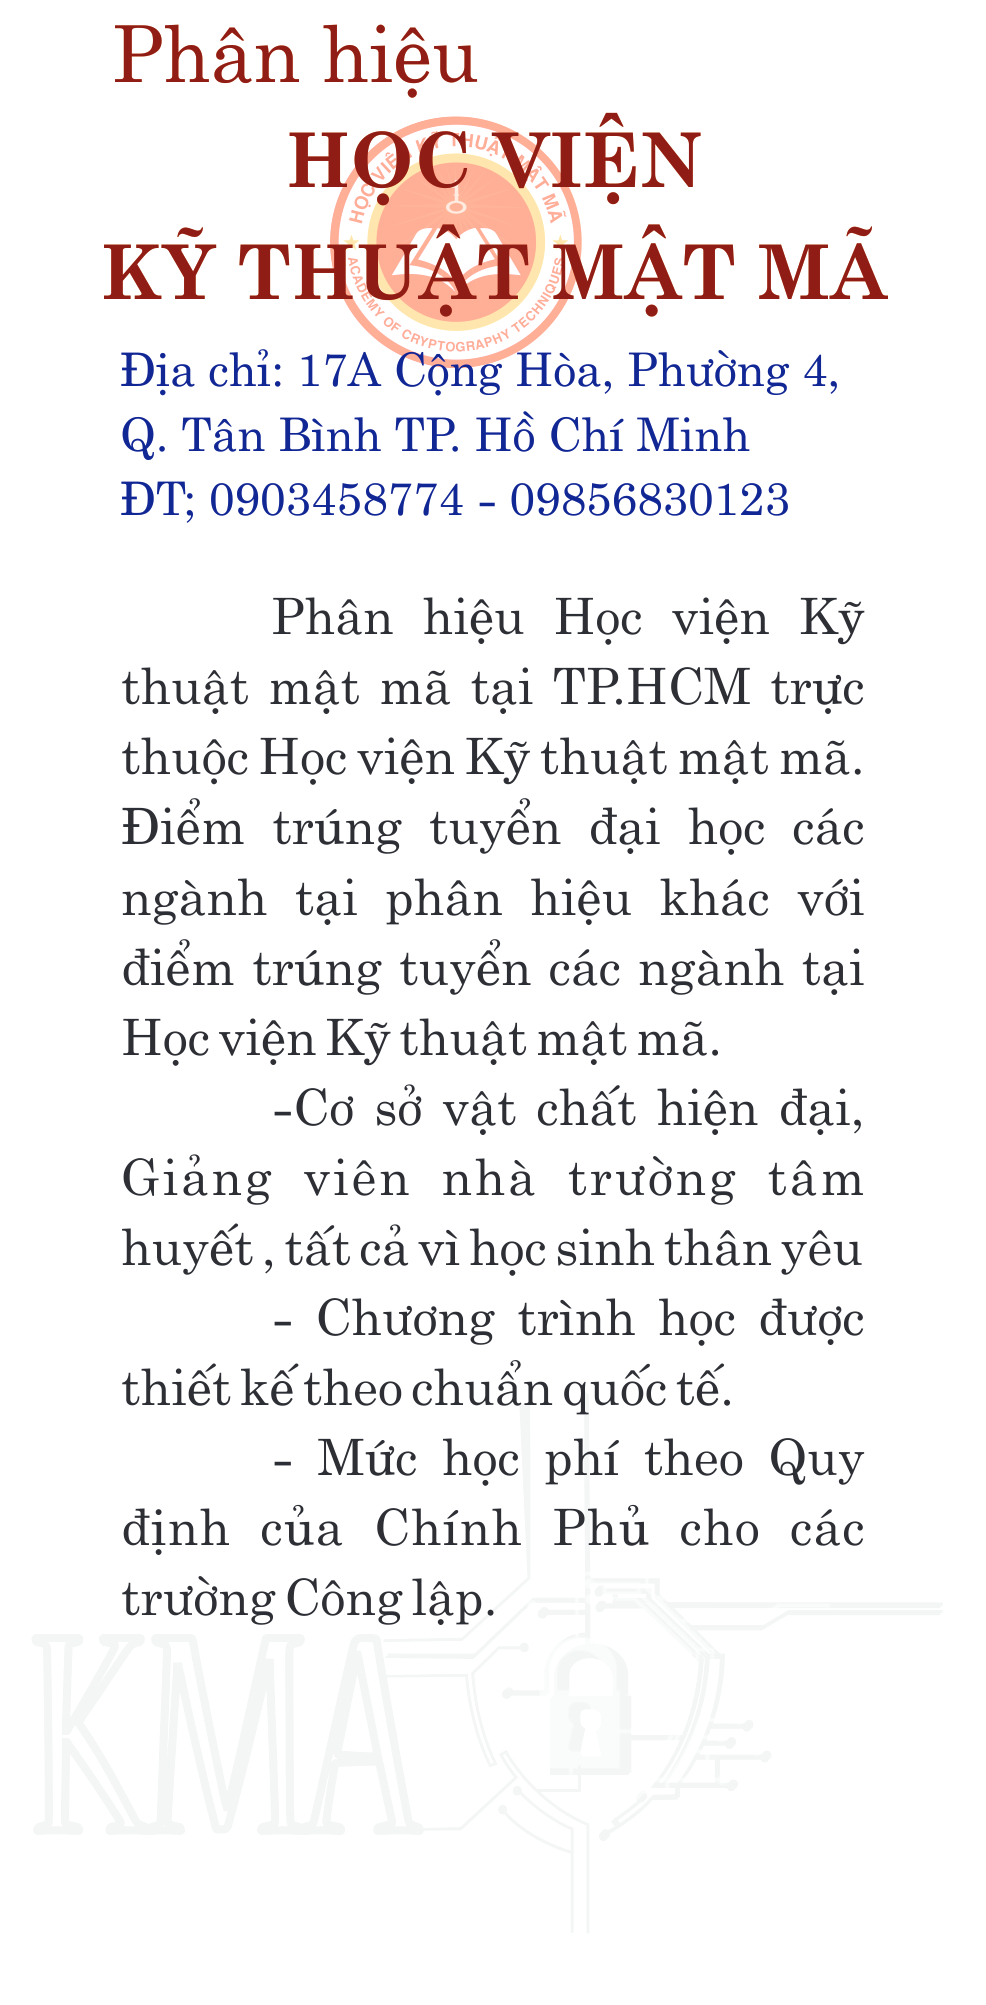 Phân hiệu
HỌC VIỆN
KỸ THUẬT MẬT MÃ
HỌC VIỆN KỸ THUẬT MẬT MÃ
ACADEMY OF CRYPTOGRAPHY TECHNIQUES
Địa chỉ: 17A Cộng Hòa, Phường 4,
Q. Tân Bình TP. Hồ Chí Minh
ĐT; 0903458774 - 09856830123
Phân hiệu Học viện Kỹ
thuật mật mã tại TP.HCM trực
thuộc Học viện Kỹ thuật mật mã.
Điểm trúng tuyển đại học các
ngành tại phân hiệu khác với
điểm trúng tuyển các ngành tại
Học viện Kỹ thuật mật mã.
-Cơ sở vật chất hiện đại,
Giảng viên nhà trường tâm
huyết , tất cả vì học sinh thân yêu
- Chương trình học được
thiết kế theo chuẩn quốc tế.
- Mức học phí theo Quy
định của Chính Phủ cho các
trường Công lập.
KMA